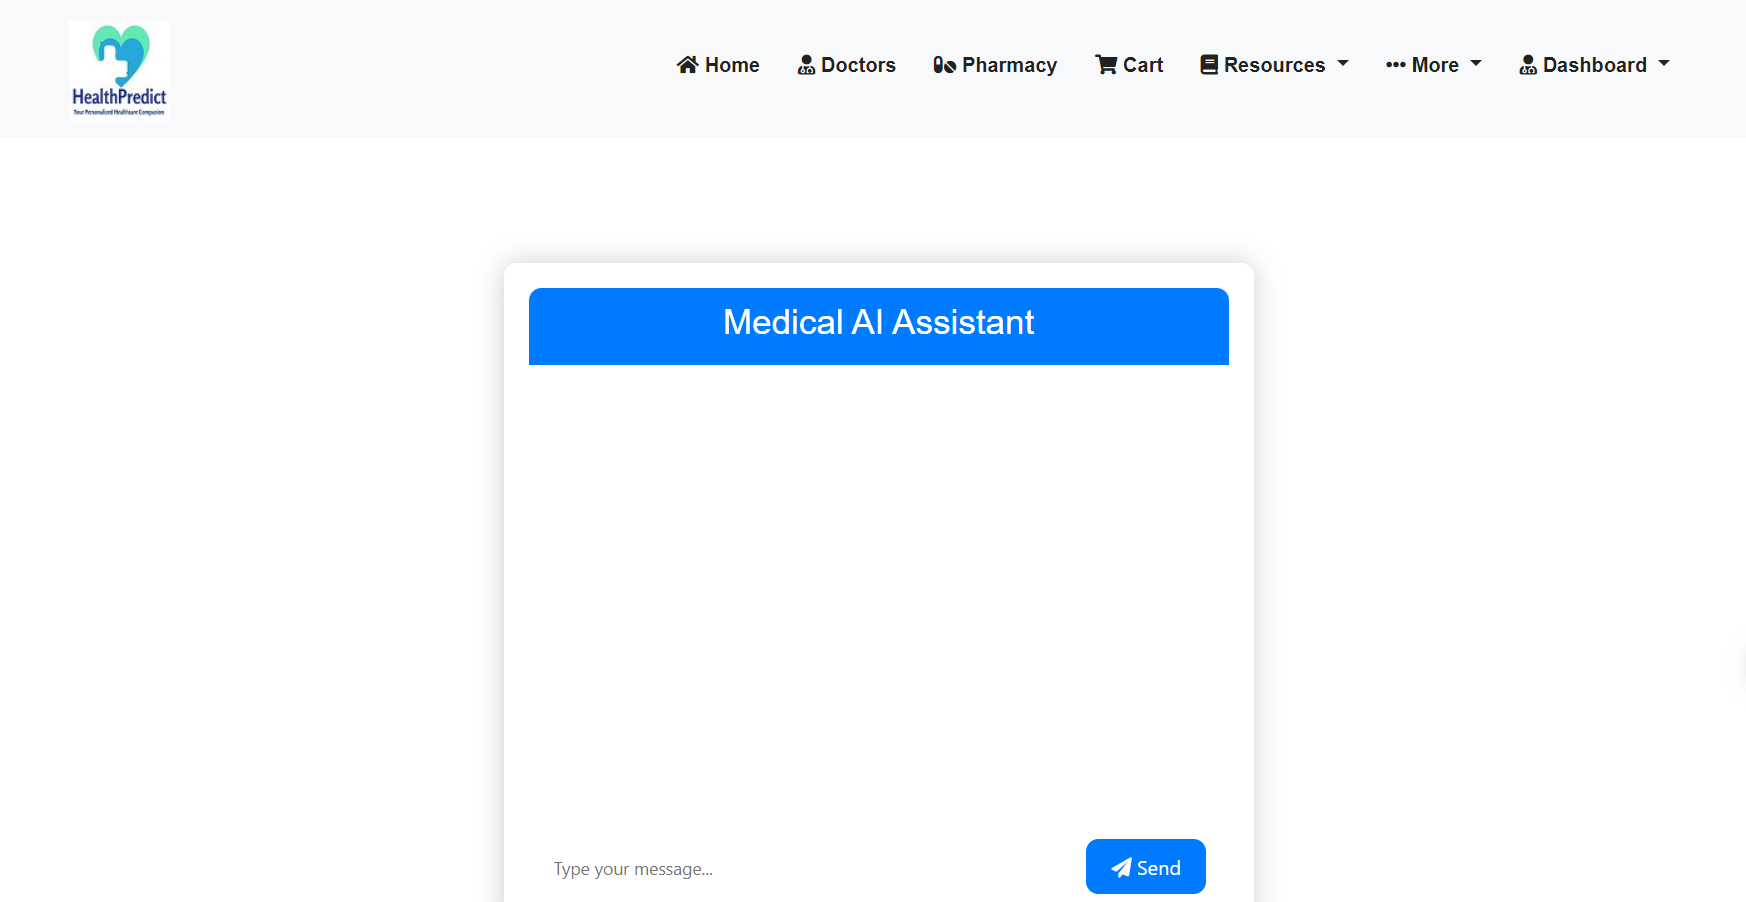 HealthPredict
Your Personalized Healthcare Companion
Home Doctors Pharmacy Cart Resources More Dashboard
Medical AI Assistant
Type your message...
Send